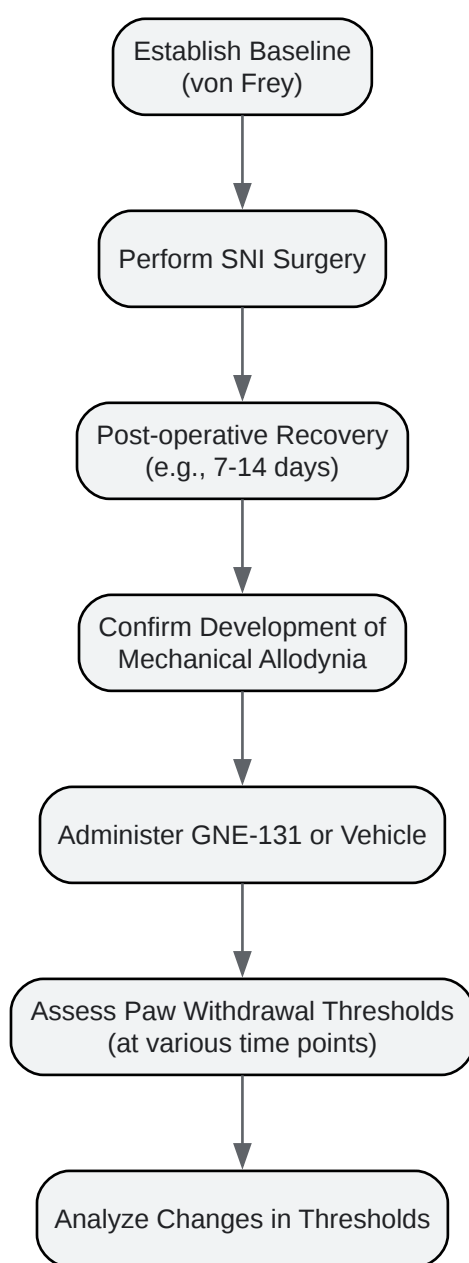 Establish Baseline
(von Frey)
Perform SNI Surgery
Post-operative Recovery
(e.g., 7-14 days)
Confirm Development of
Mechanical Allodynia
Administer GNE-131 or Vehicle
Assess Paw Withdrawal Thresholds
(at various time points)
Analyze Changes in Thresholds